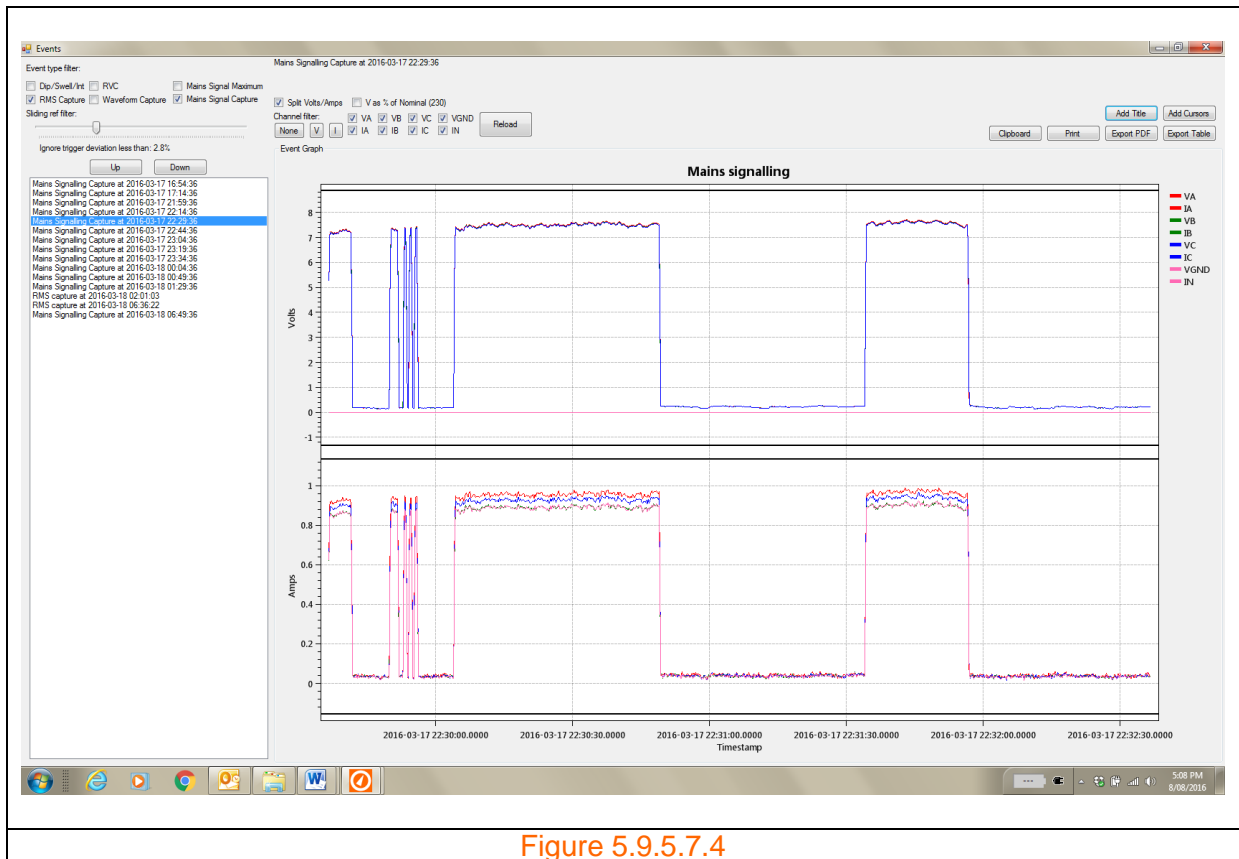 Events
Event type filter:
Dip/Swell/Int RVC Mains Signal Maximum
RMS Capture Waveform Capture Mains Signal Capture
Sliding ref filter:
Ignore trigger deviation less than: 2.8%
Up Down
Mains Signalling Capture at 2016-03-17 16:54:36
Mains Signalling Capture at 2016-03-17 17:14:36
Mains Signalling Capture at 2016-03-17 21:59:36
Mains Signalling Capture at 2016-03-17 22:14:36
Mains Signalling Capture at 2016-03-17 22:29:36
Mains Signalling Capture at 2016-03-17 22:44:36
Mains Signalling Capture at 2016-03-17 23:04:36
Mains Signalling Capture at 2016-03-17 23:19:36
Mains Signalling Capture at 2016-03-17 23:34:36
Mains Signalling Capture at 2016-03-18 00:04:36
Mains Signalling Capture at 2016-03-18 00:49:36
Mains Signalling Capture at 2016-03-18 01:29:36
RMS capture at 2016-03-18 02:01:03
RMS capture at 2016-03-18 06:36:22
Mains Signalling Capture at 2016-03-18 06:49:36
Mains Signalling Capture at 2016-03-17 22:29:36
Split Volts/Amps V as % of Nominal (230)
Channel filter:
None V I
VA VB VC VGND
IA IB IC IN
Reload
Add Title Add Cursors
Clipboard Print Export PDF Export Table
Event Graph
Mains signalling
8
7
6
5
4
3
2
1
0
-1
Volts
VA
IA
VB
IB
VC
IC
VGND
IN
1
0.8
0.6
0.4
0.2
0
Amps
2016-03-17 22:30:00.0000 2016-03-17 22:30:30.0000 2016-03-17 22:31:00.0000 2016-03-17 22:31:30.0000 2016-03-17 22:32:00.0000 2016-03-17 22:32:30.0000
Timestamp
5:08 PM
8/08/2016
Figure 5.9.5.7.4